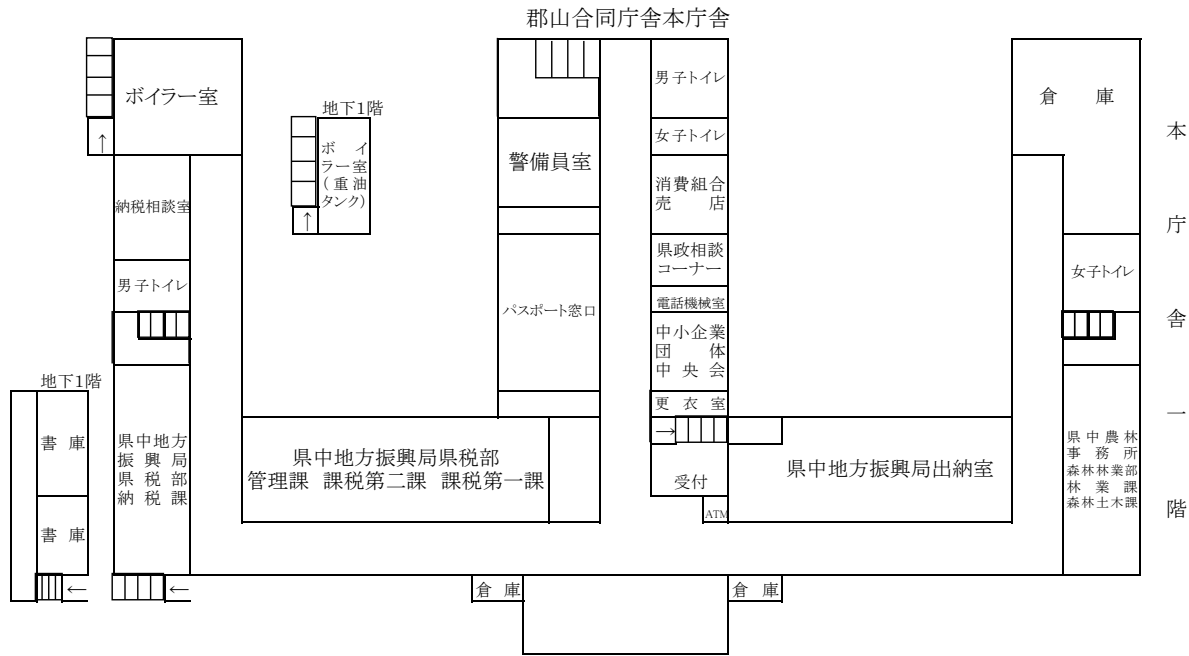 郡山合同庁舎本庁舎
本庁舎一階
ボイラー室
↑
納税相談室
男子トイレ
県中地方
振興局
県税部
納税課
←
地下1階
書庫
書庫
←
地下1階
ボイ
ラー室
(重油
タンク)
↑
警備員室
パスポート窓口
県中地方振興局県税部
管理課 課税第二課 課税第一課
男子トイレ
女子トイレ
消費組合
売店
県政相談
コーナー
電話機械室
中小企業
団体
中央会
更衣室
→
受付
ATM
県中地方振興局出納室
倉庫
女子トイレ
県中農林
事務所
森林林業部
林業課
森林土木課
倉庫
倉庫